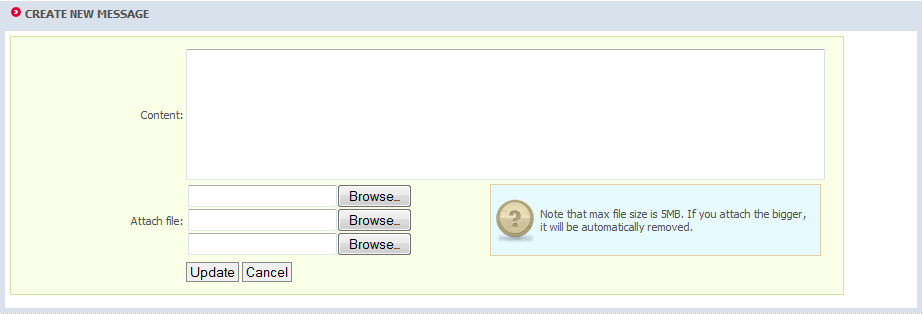 CREATE NEW MESSAGE
Content:
Attach file:
Browse...
Browse...
Browse...
Note that max file size is 5MB. If you attach the bigger,
it will be automatically removed.
Update Cancel